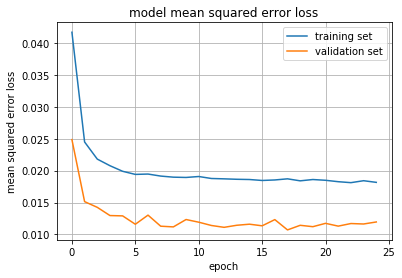 model mean squared error loss
training set
validation set
mean squared error loss
0.040
0.035
0.030
0.025
0.020
0.015
0.010
0
5
10
15
20
25
epoch